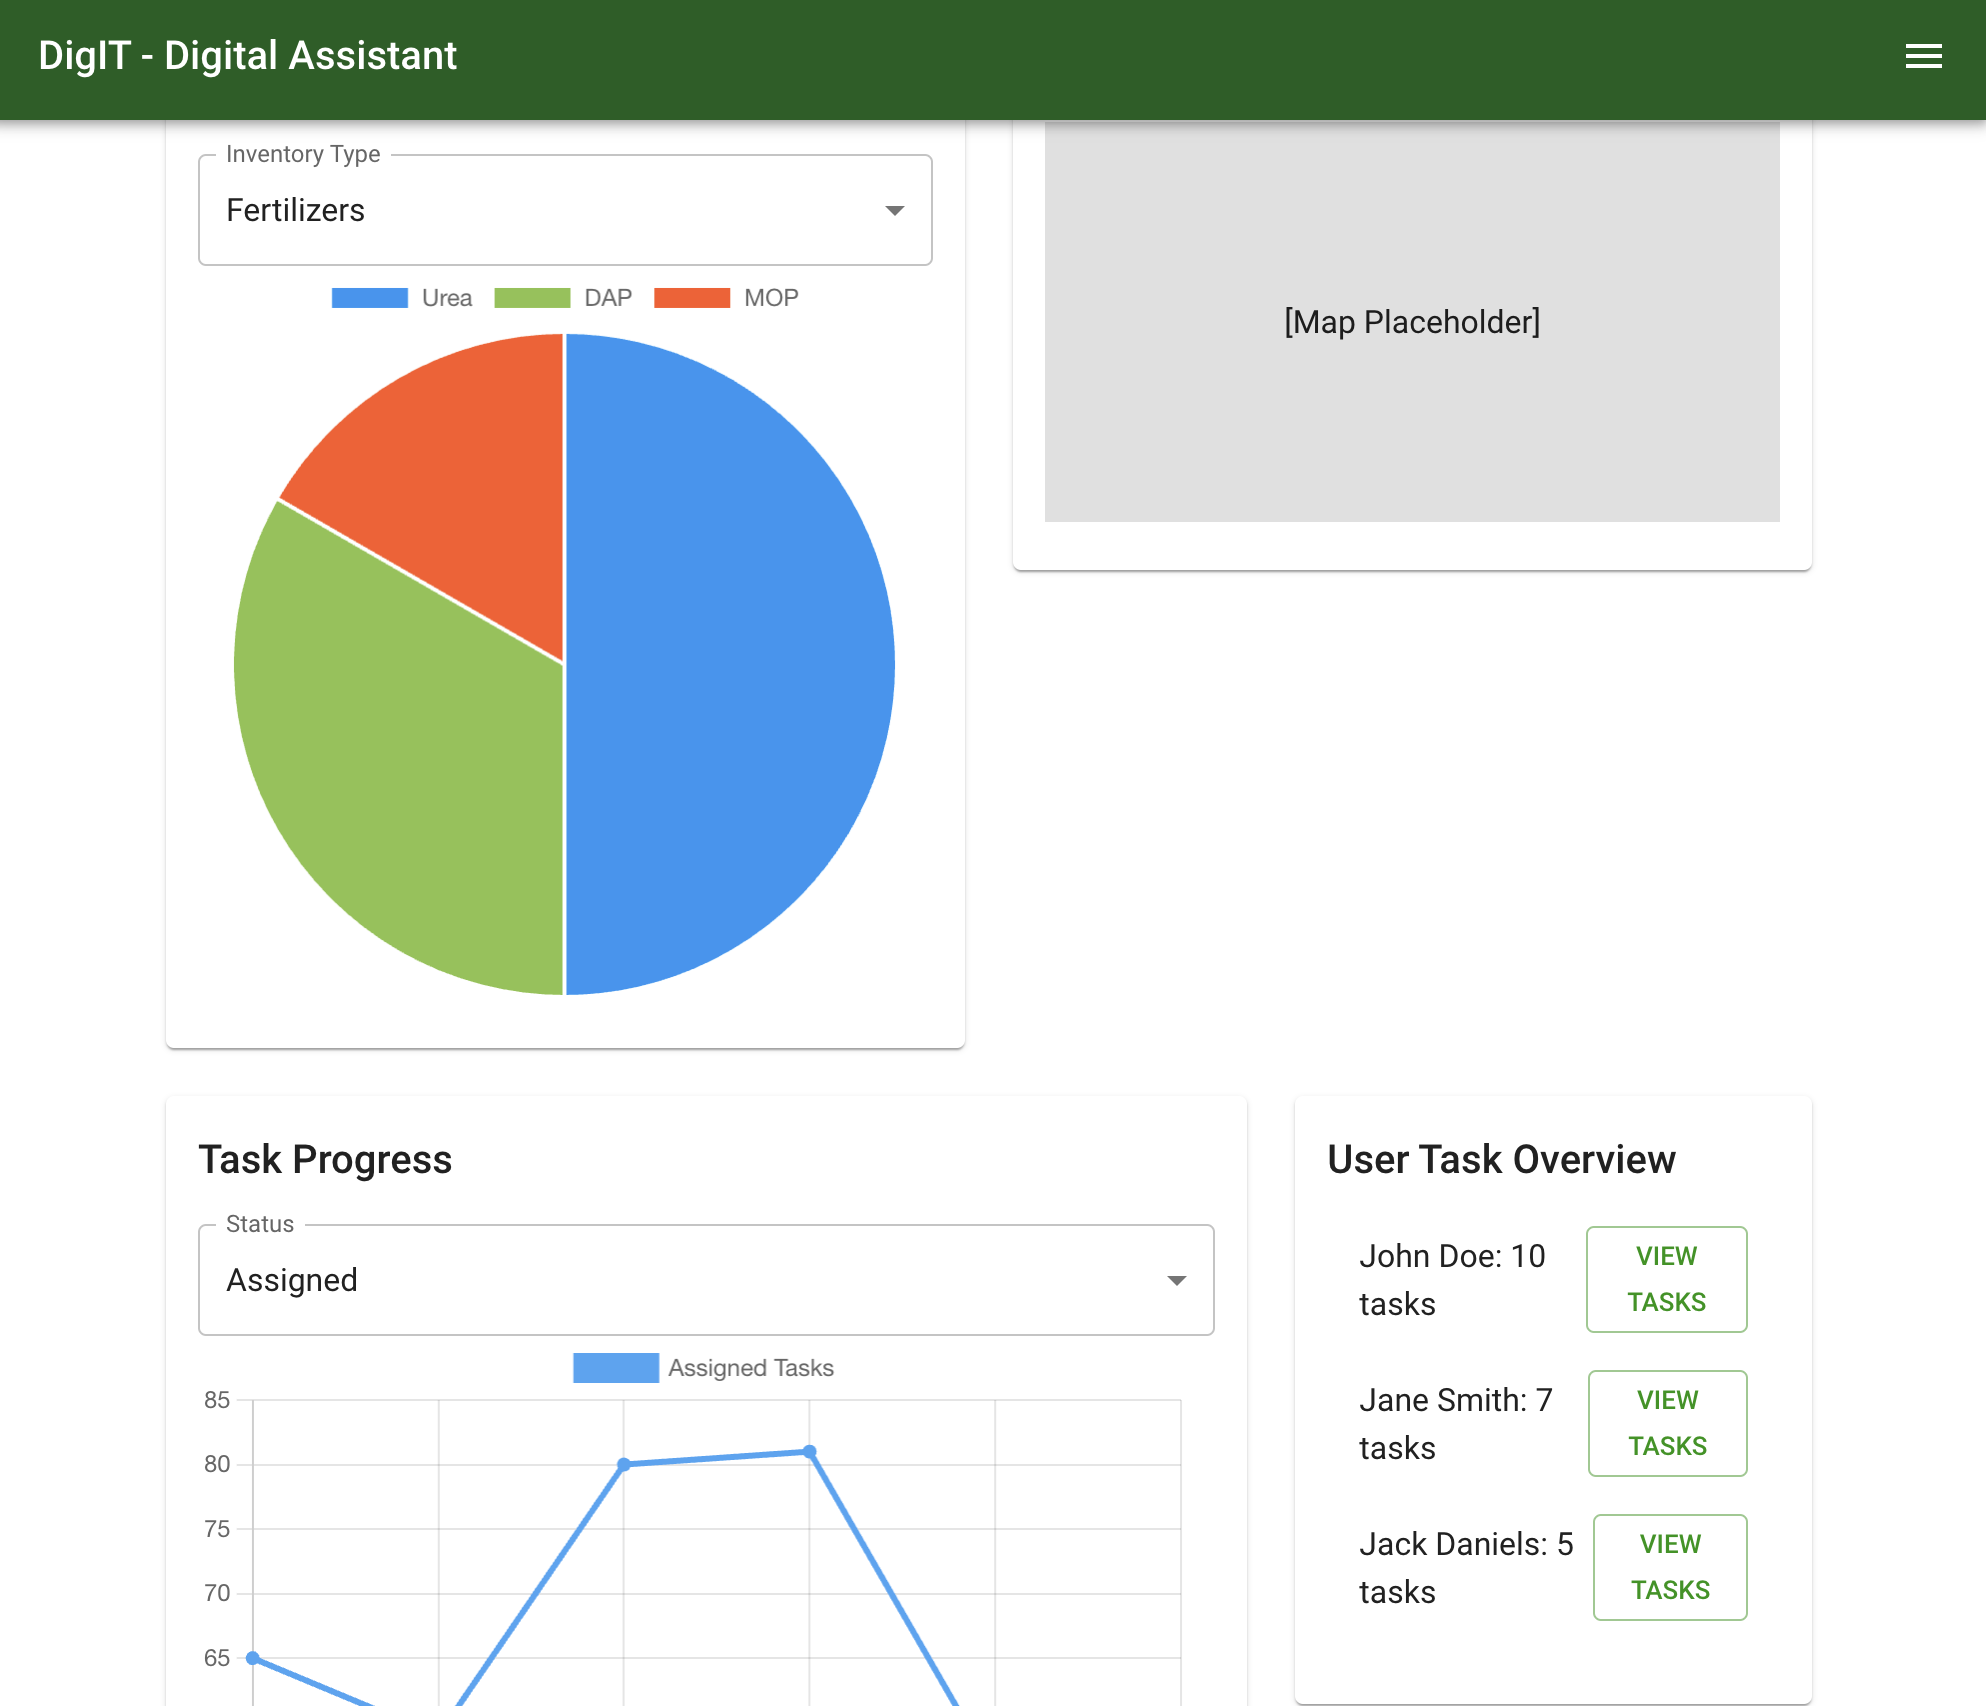 DigIT - Digital Assistant
Inventory Type
Fertilizers
Urea DAP MOP
[Map Placeholder]
Task Progress
Status
Assigned
Assigned Tasks
85
80
75
70
65
User Task Overview
John Doe: 10
tasks
VIEW
TASKS
Jane Smith: 7
tasks
VIEW
TASKS
Jack Daniels: 5
tasks
VIEW
TASKS